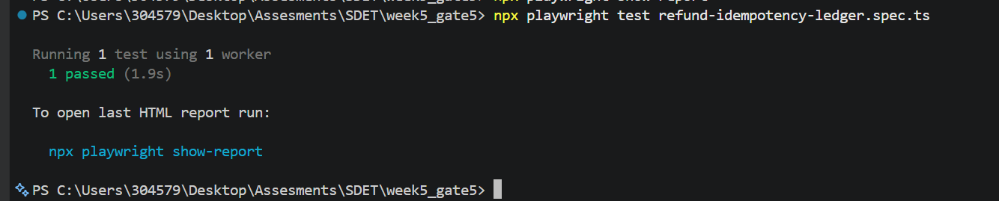 PS C:\Users\304579\Desktop\Assesments\SDET\week5_gate5> npx playwright test refund-idempotency-ledger.spec.ts
Running 1 test using 1 worker
1 passed (1.9s)
To open last HTML report run:
npx playwright show-report
PS C:\Users\304579\Desktop\Assesments\SDET\week5_gate5>